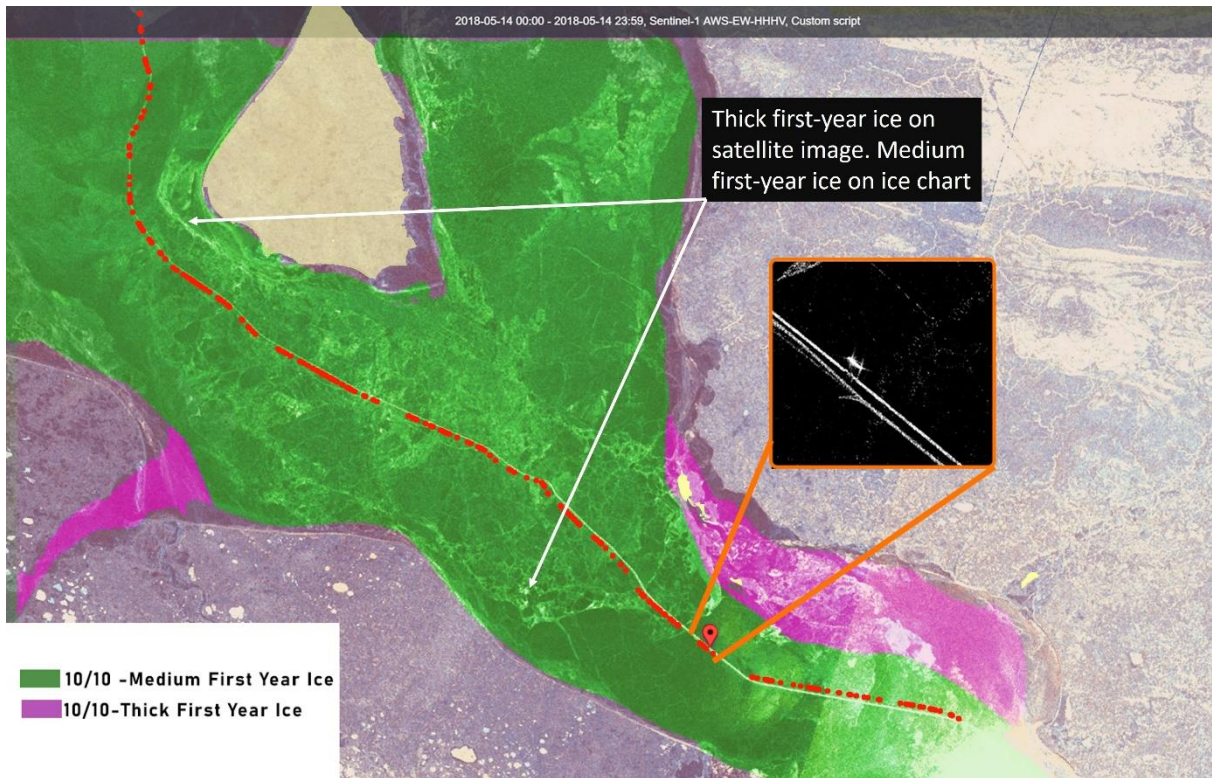 2018-05-14 00:00 - 2018-05-14 23:59, Sentinel-1 AWS-EW-HHHV, Custom script
Thick first-year ice on
satellite image. Medium
first-year ice on ice chart
10/10 -Medium First Year Ice
10/10-Thick First Year Ice